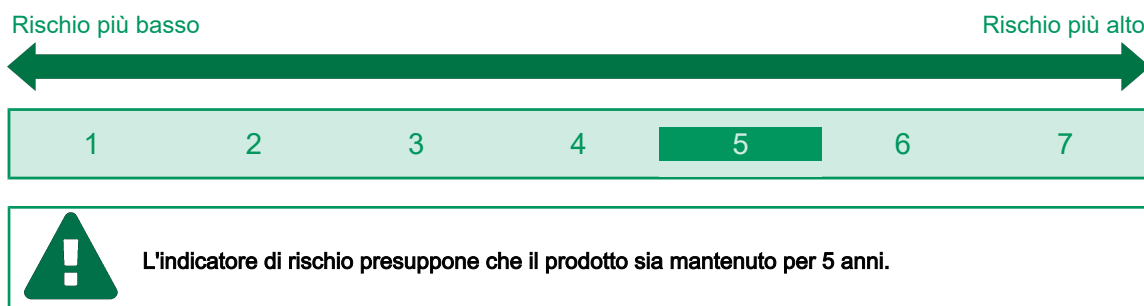 Rischio più basso Rischio più alto
1 2 3 4 5 6 7
L'indicatore di rischio presuppone che il prodotto sia mantenuto per 5 anni.